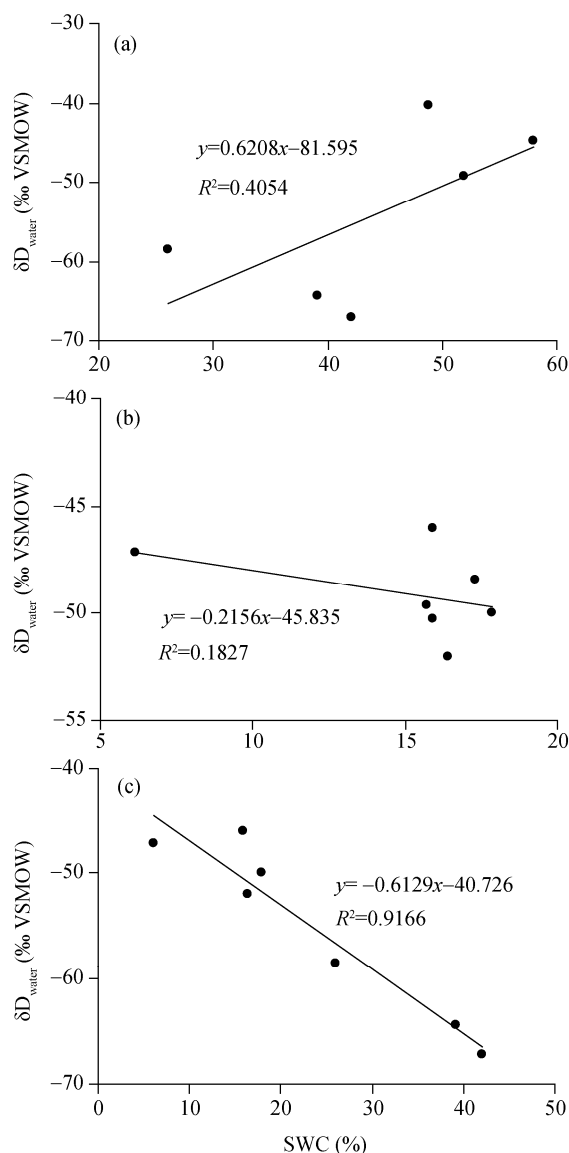 −30
(a)
−40
y=0.6208x−81.595
−50
R²=0.4054
−60
−70
20 30 40 50 60
δD_water (‰ VSMOW)
−40
(b)
−45
−50
y= −0.2156x−45.835
R²=0.1827
−55
5 10 15 20
δD_water (‰ VSMOW)
−40
(c)
−50
y= −0.6129x−40.726
R²=0.9166
−60
−70
0 10 20 30 40 50
δD_water (‰ VSMOW)
SWC (%)